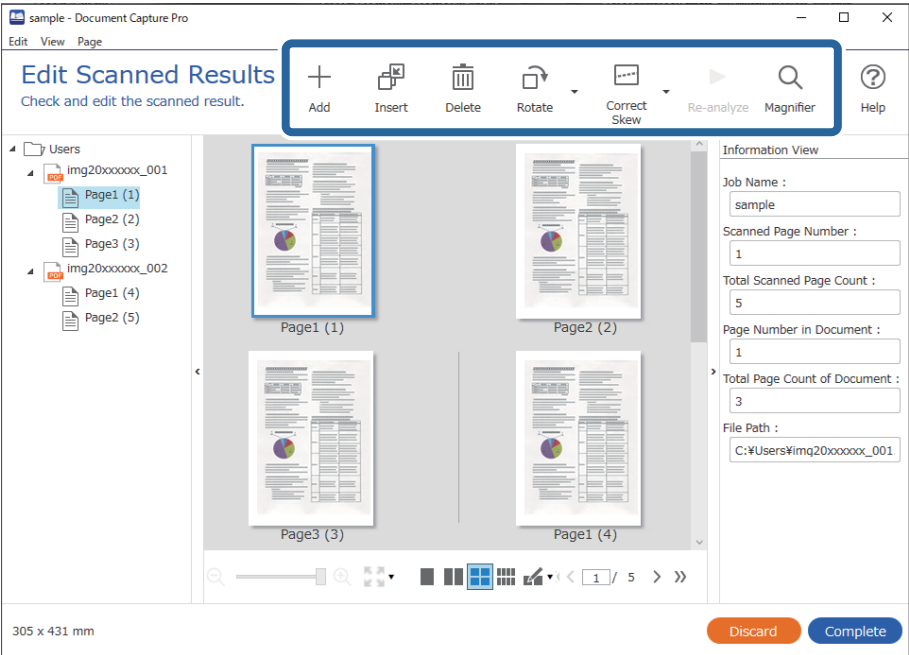 sample - Document Capture Pro
Edit View Page
Edit Scanned Results
Check and edit the scanned result.
Add
Insert
Delete
Rotate
Correct Skew
Re-analyze
Magnifier
Help
Users
PDF
img20xxxxxx_001
Page1 (1)
Page2 (2)
Page3 (3)
PDF
img20xxxxxx_002
Page1 (4)
Page2 (5)
Page1 (1)
Page2 (2)
Page3 (3)
Page1 (4)
Information View
Job Name :
sample
Scanned Page Number :
1
Total Scanned Page Count :
5
Page Number in Document :
1
Total Page Count of Document :
3
File Path :
C:¥Users¥imq20xxxxxx_001
1 / 5
305 x 431 mm
Discard
Complete